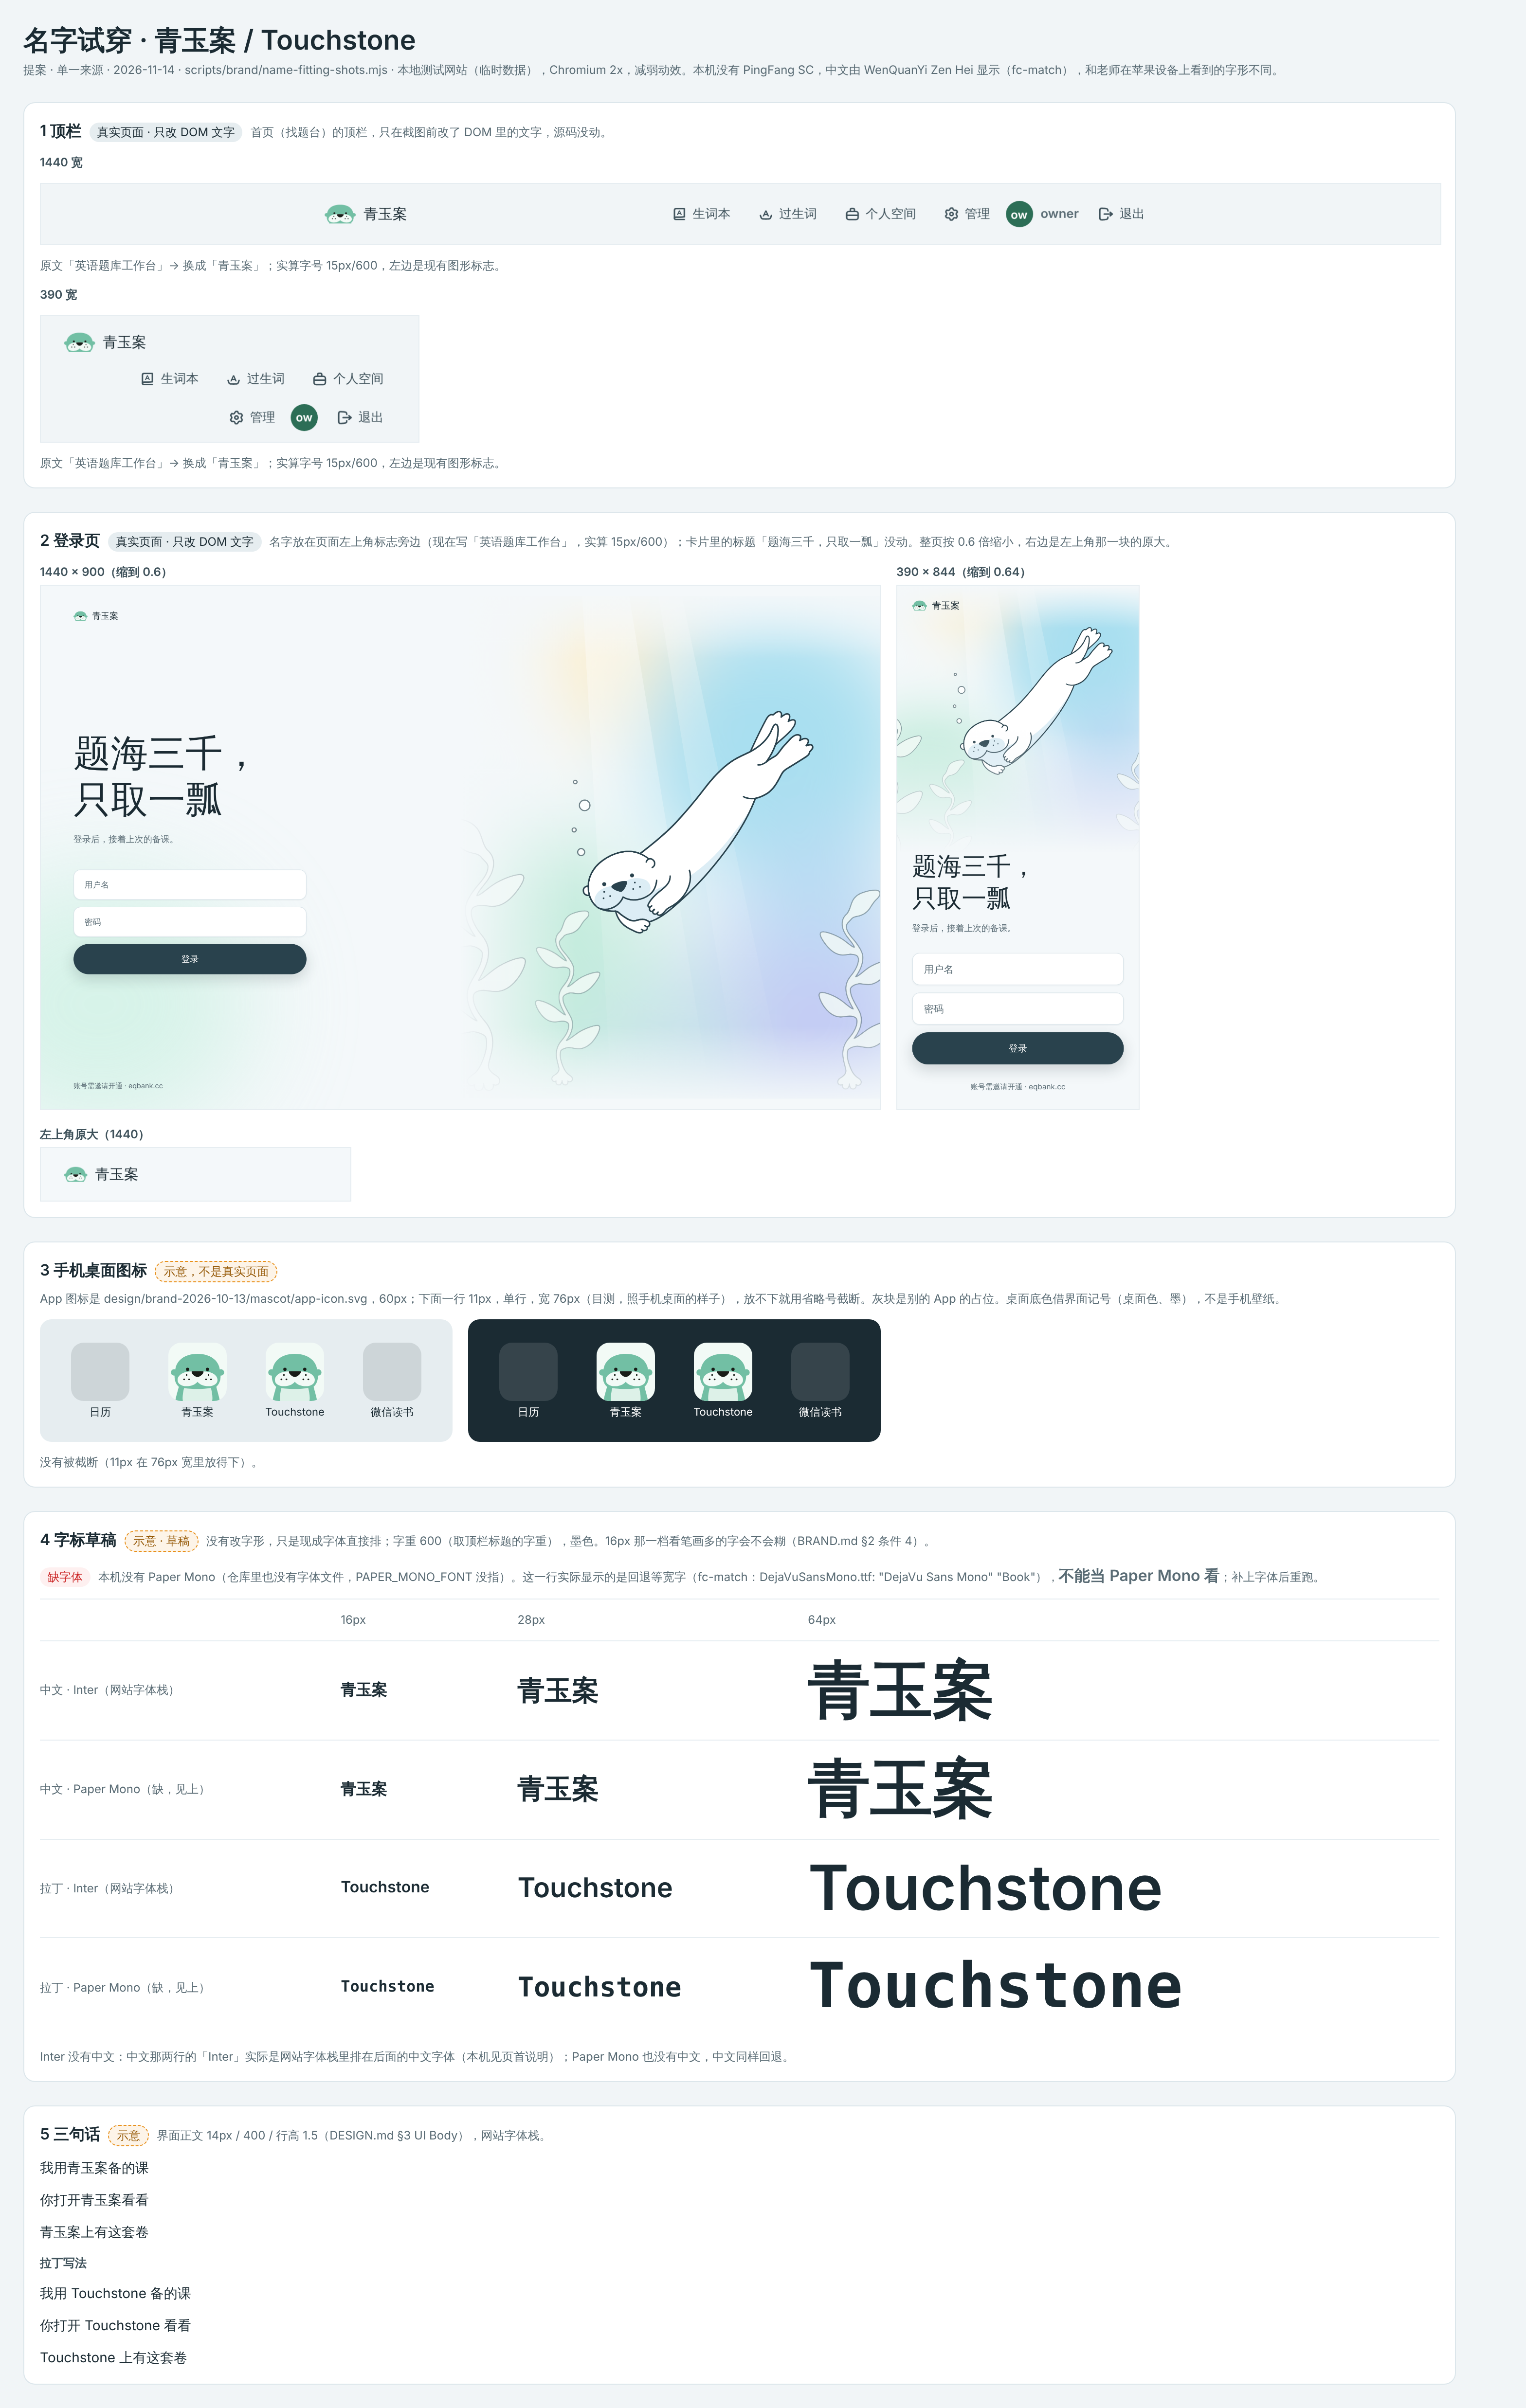 名字试穿 · 青玉案 / Touchstone
提案 · 单一来源 · 2026-11-14 · scripts/brand/name-fitting-shots.mjs · 本地测试网站（临时数据），Chromium 2x，减弱动效。本机没有 PingFang SC，中文由 WenQuanYi Zen Hei 显示（fc-match），和老师在苹果设备上看到的字形不同。
1 顶栏 真实页面 · 只改 DOM 文字 首页（找题台）的顶栏，只在截图前改了 DOM 里的文字，源码没动。
1440 宽
青玉案 生词本 过生词 个人空间 管理 ow owner 退出
原文「英语题库工作台」→ 换成「青玉案」；实算字号 15px/600，左边是现有图形标志。
390 宽
青玉案
生词本 过生词 个人空间
管理 ow 退出
原文「英语题库工作台」→ 换成「青玉案」；实算字号 15px/600，左边是现有图形标志。
2 登录页 真实页面 · 只改 DOM 文字 名字放在页面左上角标志旁边（现在写「英语题库工作台」，实算 15px/600）；卡片里的标题「题海三千，只取一瓢」没动。整页按 0.6 倍缩小，右边是左上角那一块的原大。
1440 × 900（缩到 0.6）
青玉案
题海三千，
只取一瓢
登录后，接着上次的备课。
用户名
密码
登录
账号需邀请开通 · eqbank.cc
390 × 844（缩到 0.64）
青玉案
题海三千，
只取一瓢
登录后，接着上次的备课。
用户名
密码
登录
账号需邀请开通 · eqbank.cc
左上角原大（1440）
青玉案
3 手机桌面图标 示意，不是真实页面
App 图标是 design/brand-2026-10-13/mascot/app-icon.svg，60px；下面一行 11px，单行，宽 76px（目测，照手机桌面的样子），放不下就用省略号截断。灰块是别的 App 的占位。桌面底色借界面记号（桌面色、墨），不是手机壁纸。
日历 青玉案 Touchstone 微信读书
日历 青玉案 Touchstone 微信读书
没有被截断（11px 在 76px 宽里放得下）。
4 字标草稿 示意 · 草稿 没有改字形，只是现成字体直接排；字重 600（取顶栏标题的字重），墨色。16px 那一档看笔画多的字会不会糊（BRAND.md §2 条件 4）。
缺字体 本机没有 Paper Mono（仓库里也没有字体文件，PAPER_MONO_FONT 没指）。这一行实际显示的是回退等宽字（fc-match：DejaVuSansMono.ttf: "DejaVu Sans Mono" "Book"），不能当 Paper Mono 看；补上字体后重跑。
16px 28px 64px
中文 · Inter（网站字体栈） 青玉案 青玉案 青玉案
中文 · Paper Mono（缺，见上） 青玉案 青玉案 青玉案
拉丁 · Inter（网站字体栈） Touchstone Touchstone Touchstone
拉丁 · Paper Mono（缺，见上） Touchstone Touchstone Touchstone
Inter 没有中文：中文那两行的「Inter」实际是网站字体栈里排在后面的中文字体（本机见页首说明）；Paper Mono 也没有中文，中文同样回退。
5 三句话 示意 界面正文 14px / 400 / 行高 1.5（DESIGN.md §3 UI Body），网站字体栈。
我用青玉案备的课
你打开青玉案看看
青玉案上有这套卷
拉丁写法
我用 Touchstone 备的课
你打开 Touchstone 看看
Touchstone 上有这套卷